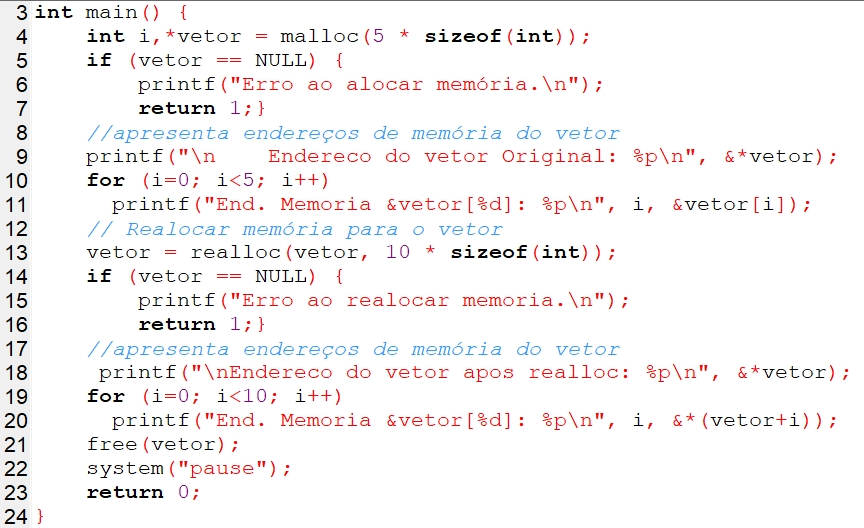 3 int main() {
4     int i,*vetor = malloc(5 * sizeof(int));
5     if (vetor == NULL) {
6         printf("Erro ao alocar memória.\n");
7         return 1;}
8     //apresenta endereços de memória do vetor
9     printf("\n    Endereco do vetor Original: %p\n", &*vetor);
10     for (i=0; i<5; i++)
11       printf("End. Memoria &vetor[%d]: %p\n", i, &vetor[i]);
12     // Realocar memória para o vetor
13     vetor = realloc(vetor, 10 * sizeof(int));
14     if (vetor == NULL) {
15         printf("Erro ao realocar memoria.\n");
16         return 1;}
17     //apresenta endereços de memória do vetor
18      printf("\nEndereco do vetor apos realloc: %p\n", &*vetor);
19     for (i=0; i<10; i++)
20       printf("End. Memoria &vetor[%d]: %p\n", i, &*(vetor+i));
21     free(vetor);
22     system("pause");
23     return 0;
24 }